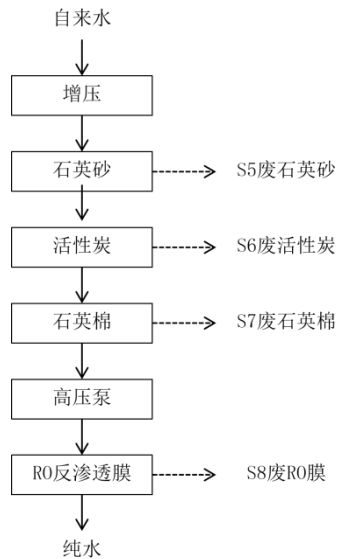 自来水
增压
石英砂
S5废石英砂
活性炭
S6废活性炭
石英棉
S7废石英棉
高压泵
RO反渗透膜
S8废RO膜
纯水